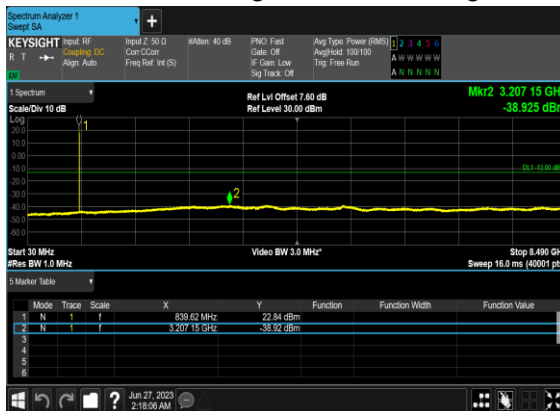 Spectrum Analyzer 1
Swept SA
KEYSIGHT Input: RF Input Z: 50 Ω #Atten: 40 dB PNO: Fast Avg Type: Power (RMS) 1 2 3 4 5 6
R T Coupling: DC Corr CCorr Gate: Off Avg|Hold: 100/100 A W W W W W
Align: Auto Freq Ref: Int (S) IF Gain: Low Trig: Free Run
Sig Track: Off A N N N N N
LXI
1 Spectrum
Ref Lvl Offset 7.60 dB Mkr2 3.207 15 GH
Scale/Div 10 dB Ref Level 30.00 dBm -38.925 dBr
Log
1
20.0
10.0
0.00
-10.0
DL1 -13.00 dB
-20.0
-30.0
2
-40.0
-50.0
-60.0
Start 30 MHz Video BW 3.0 MHz* Stop 8.490 GH
#Res BW 1.0 MHz Sweep 16.0 ms (40001 pt
5 Marker Table
Mode Trace Scale X Y Function Function Width Function Value
1 N 1 f 839.62 MHz 22.84 dBm
2 N 1 f 3.207 15 GHz -38.92 dBm
3
4
5
6
? Jun 27, 2023
2:18:06 AM